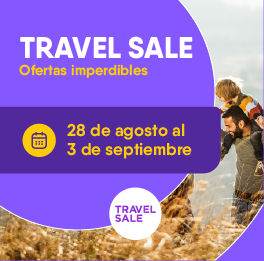 TRAVEL SALE
Ofertas imperdibles
28 de agosto al
3 de septiembre
TRAVEL
SALE